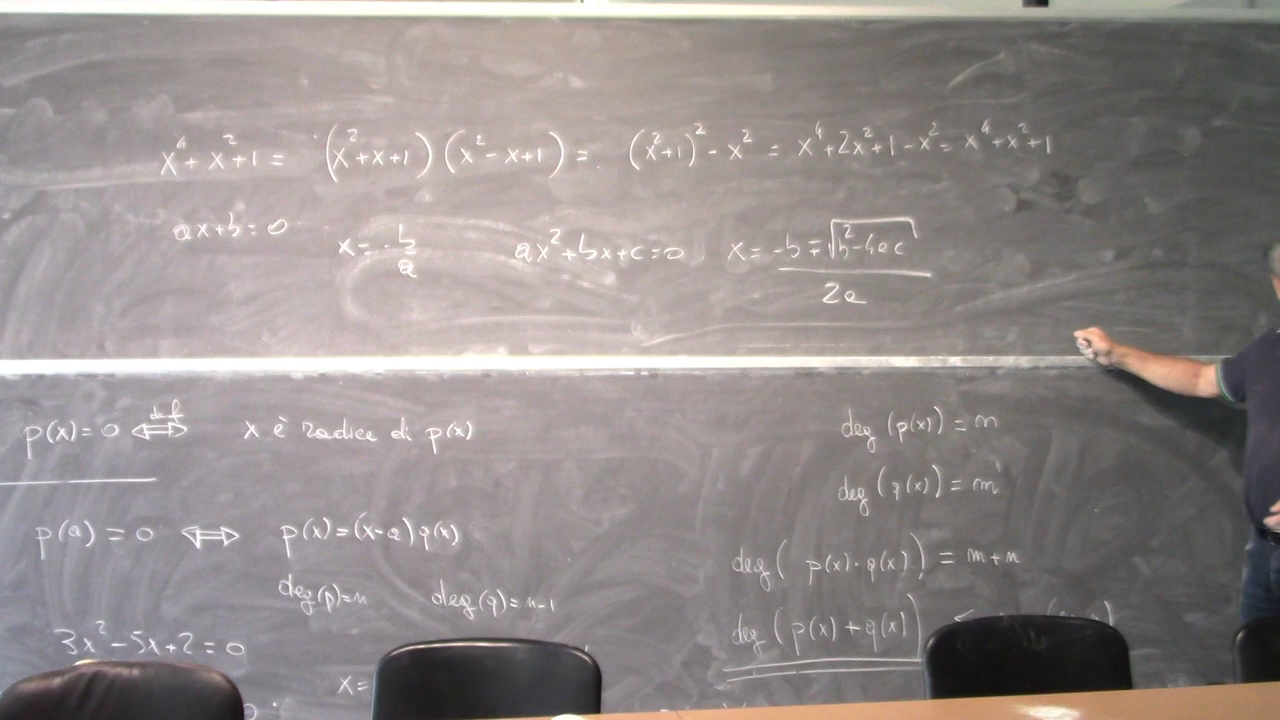 x⁴ + x² + 1 = (x² + x + 1)(x² - x + 1) = (x² + 1)² - x² = x⁴ + 2x² + 1 - x² = x⁴ + x² + 1
ax + b = 0 x = -b/a ax² + bx + c = 0 x = (-b ∓ √(b² - 4ac))/2a
p(x) = 0 ⟺ def x è radice di p(x)
deg(p(x)) = n
deg(q(x)) = m
p(a) = 0 ⟺ p(x) = (x - a) q(x)
deg(p(x)·q(x)) = m + n
deg(p) = n deg(q) = n - 1
deg(p(x) + q(x)) ≤
3x² - 5x + 2 = 0
x =